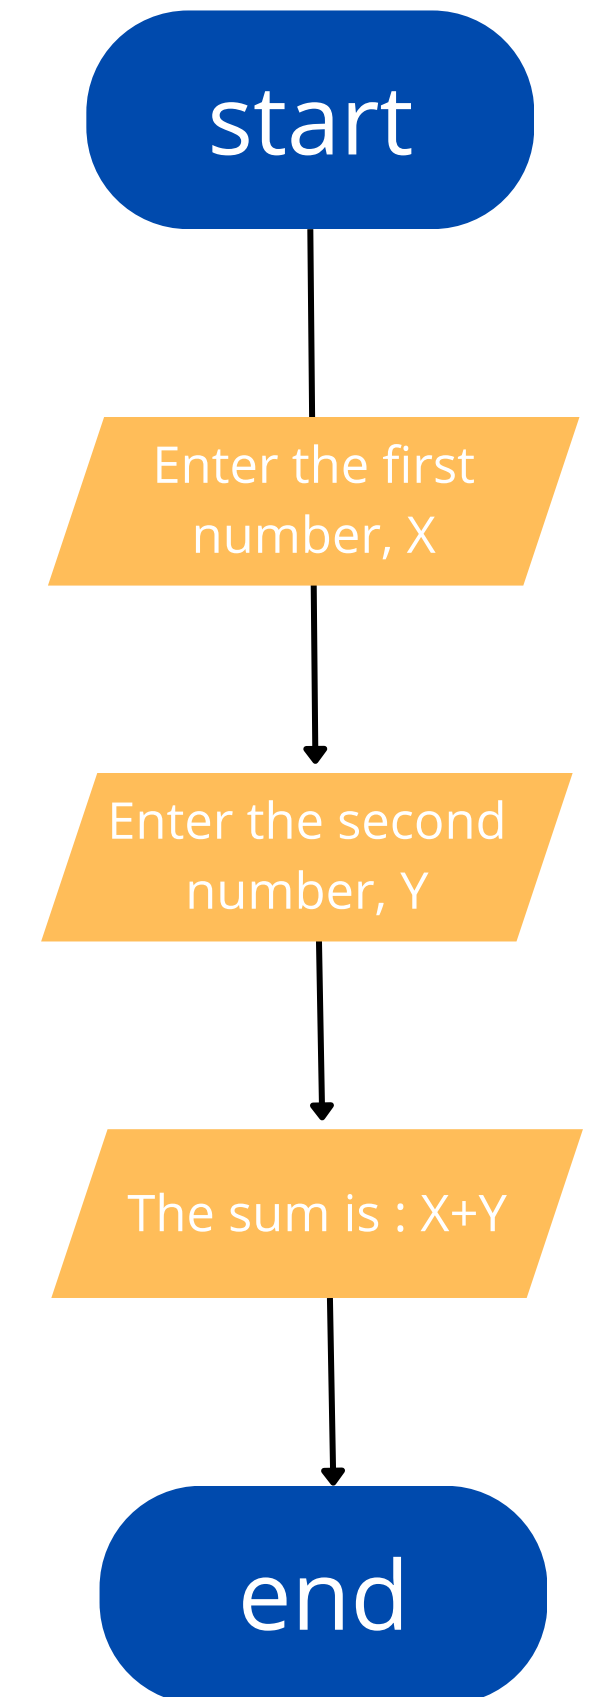 start
Enter the first
number, X
Enter the second
number, Y
The sum is : X+Y
end